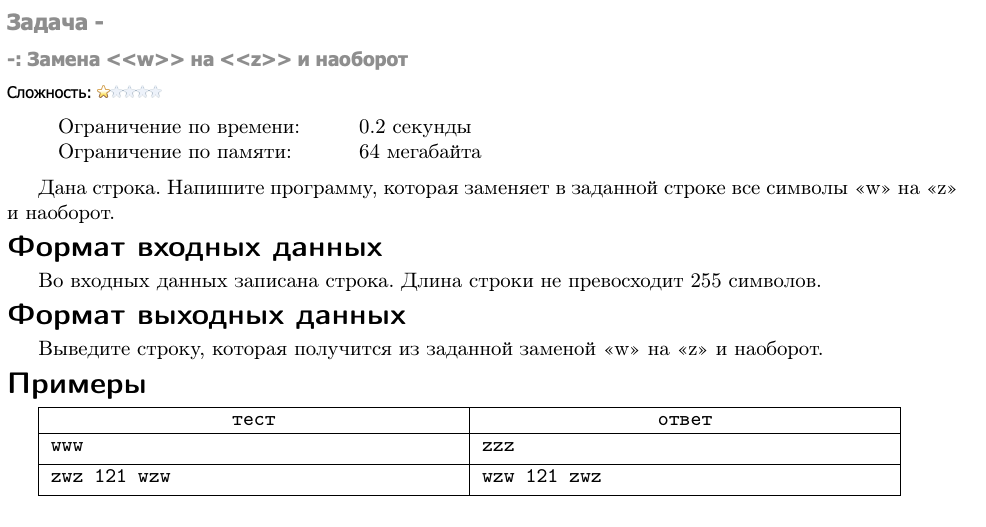 Задача -
-: Замена <<w>> на <<z>> и наоборот
Сложность:
Ограничение по времени: 0.2 секунды
Ограничение по памяти: 64 мегабайта
Дана строка. Напишите программу, которая заменяет в заданной строке все символы «w» на «z»
и наоборот.
Формат входных данных
Во входных данных записана строка. Длина строки не превосходит 255 символов.
Формат выходных данных
Выведите строку, которая получится из заданной заменой «w» на «z» и наоборот.
Примеры
тест ответ
www zzz
zwz 121 wzw wzw 121 zwz